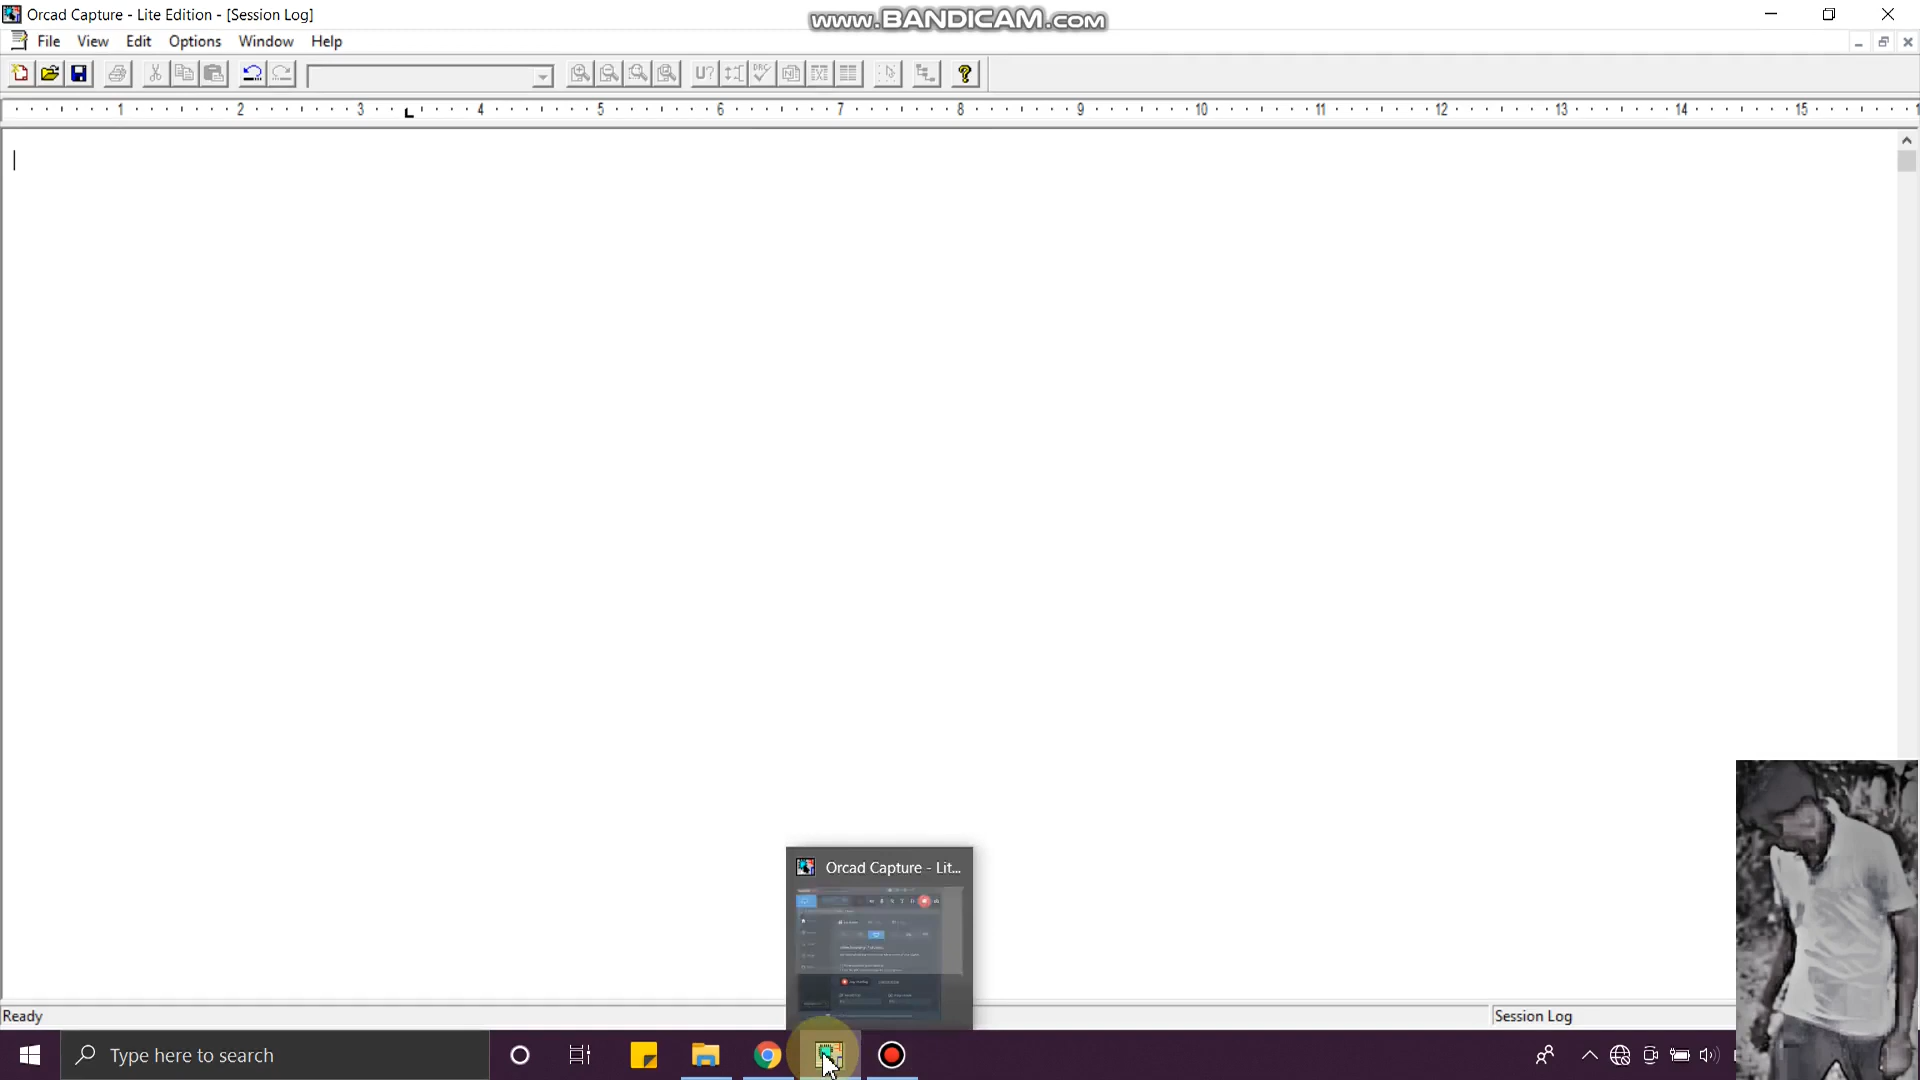 Orcad Capture - Lite Edition - [Session Log]
www.BANDICAM.com
File View Edit Options Window Help
U? DRC ?
1 2 3 4 5 6 7 8 9 10 11 12 13 14 15
Orcad Capture - Lit...
Ready
Session Log
Type here to search